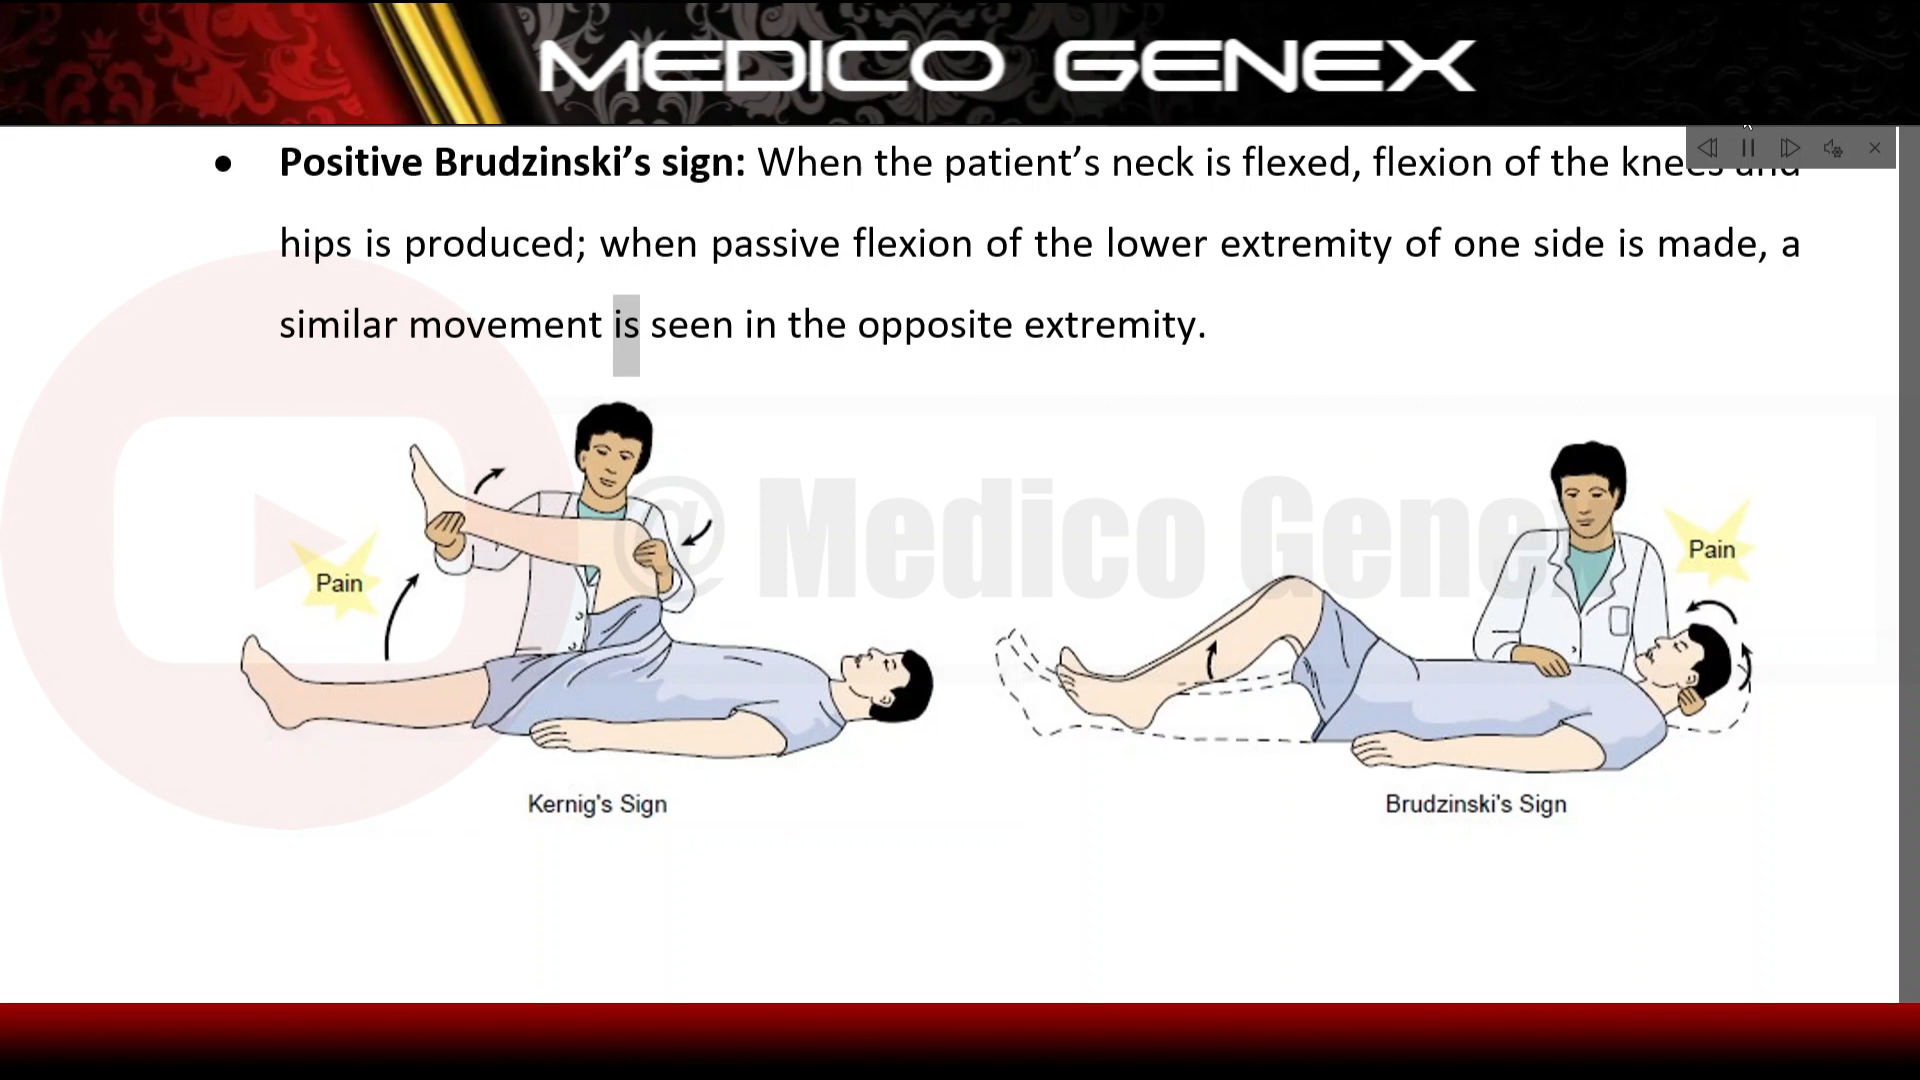 MEDICO GENEX
• Positive Brudzinski’s sign: When the patient’s neck is flexed, flexion of the knees and
hips is produced; when passive flexion of the lower extremity of one side is made, a
similar movement is seen in the opposite extremity.
@ Medico Genex
Pain
Pain
Kernig's Sign
Brudzinski's Sign